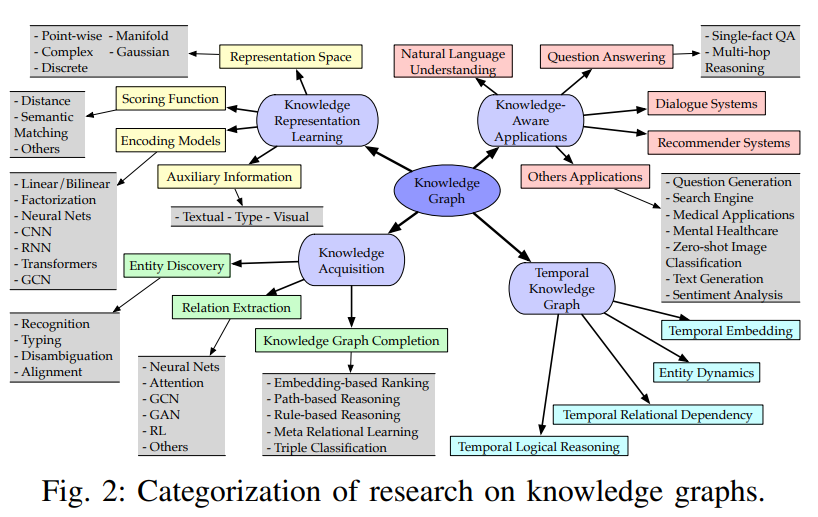 - Point-wise - Manifold
- Complex - Gaussian
- Discrete
Representation Space
- Distance
- Semantic
Matching
- Others
Scoring Function
Encoding Models
Knowledge
Representation
Learning
Auxiliary Information
- Textual - Type - Visual
- Linear/Bilinear
- Factorization
- Neural Nets
- CNN
- RNN
- Transformers
- GCN
Natural Language
Understanding
Question Answering
- Single-fact QA
- Multi-hop
Reasoning
Knowledge-
Aware
Applications
Dialogue Systems
Recommender Systems
Others Applications
- Question Generation
- Search Engine
- Medical Applications
- Mental Healthcare
- Zero-shot Image
Classification
- Text Generation
- Sentiment Analysis
Knowledge
Graph
Knowledge
Acquisition
Entity Discovery
- Recognition
- Typing
- Disambiguation
- Alignment
Relation Extraction
- Neural Nets
- Attention
- GCN
- GAN
- RL
- Others
Knowledge Graph Completion
- Embedding-based Ranking
- Path-based Reasoning
- Rule-based Reasoning
- Meta Relational Learning
- Triple Classification
Temporal
Knowledge
Graph
Temporal Embedding
Entity Dynamics
Temporal Relational Dependency
Temporal Logical Reasoning
Fig. 2: Categorization of research on knowledge graphs.